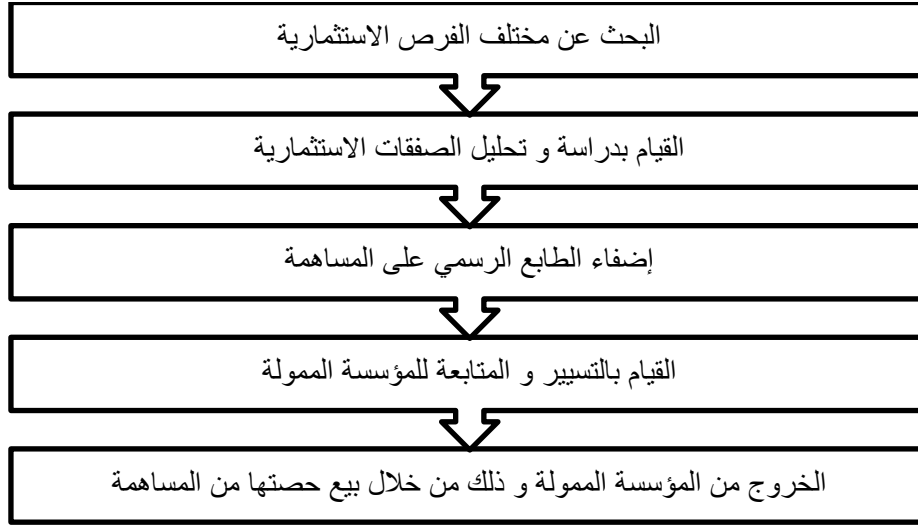 البحث عن مختلف الفرص الاستثمارية
القيام بدراسة و تحليل الصفقات الاستثمارية
إضفاء الطابع الرسمي على المساهمة
القيام بالتسيير و المتابعة للمؤسسة الممولة
الخروج من المؤسسة الممولة و ذلك من خلال بيع حصتها من المساهمة